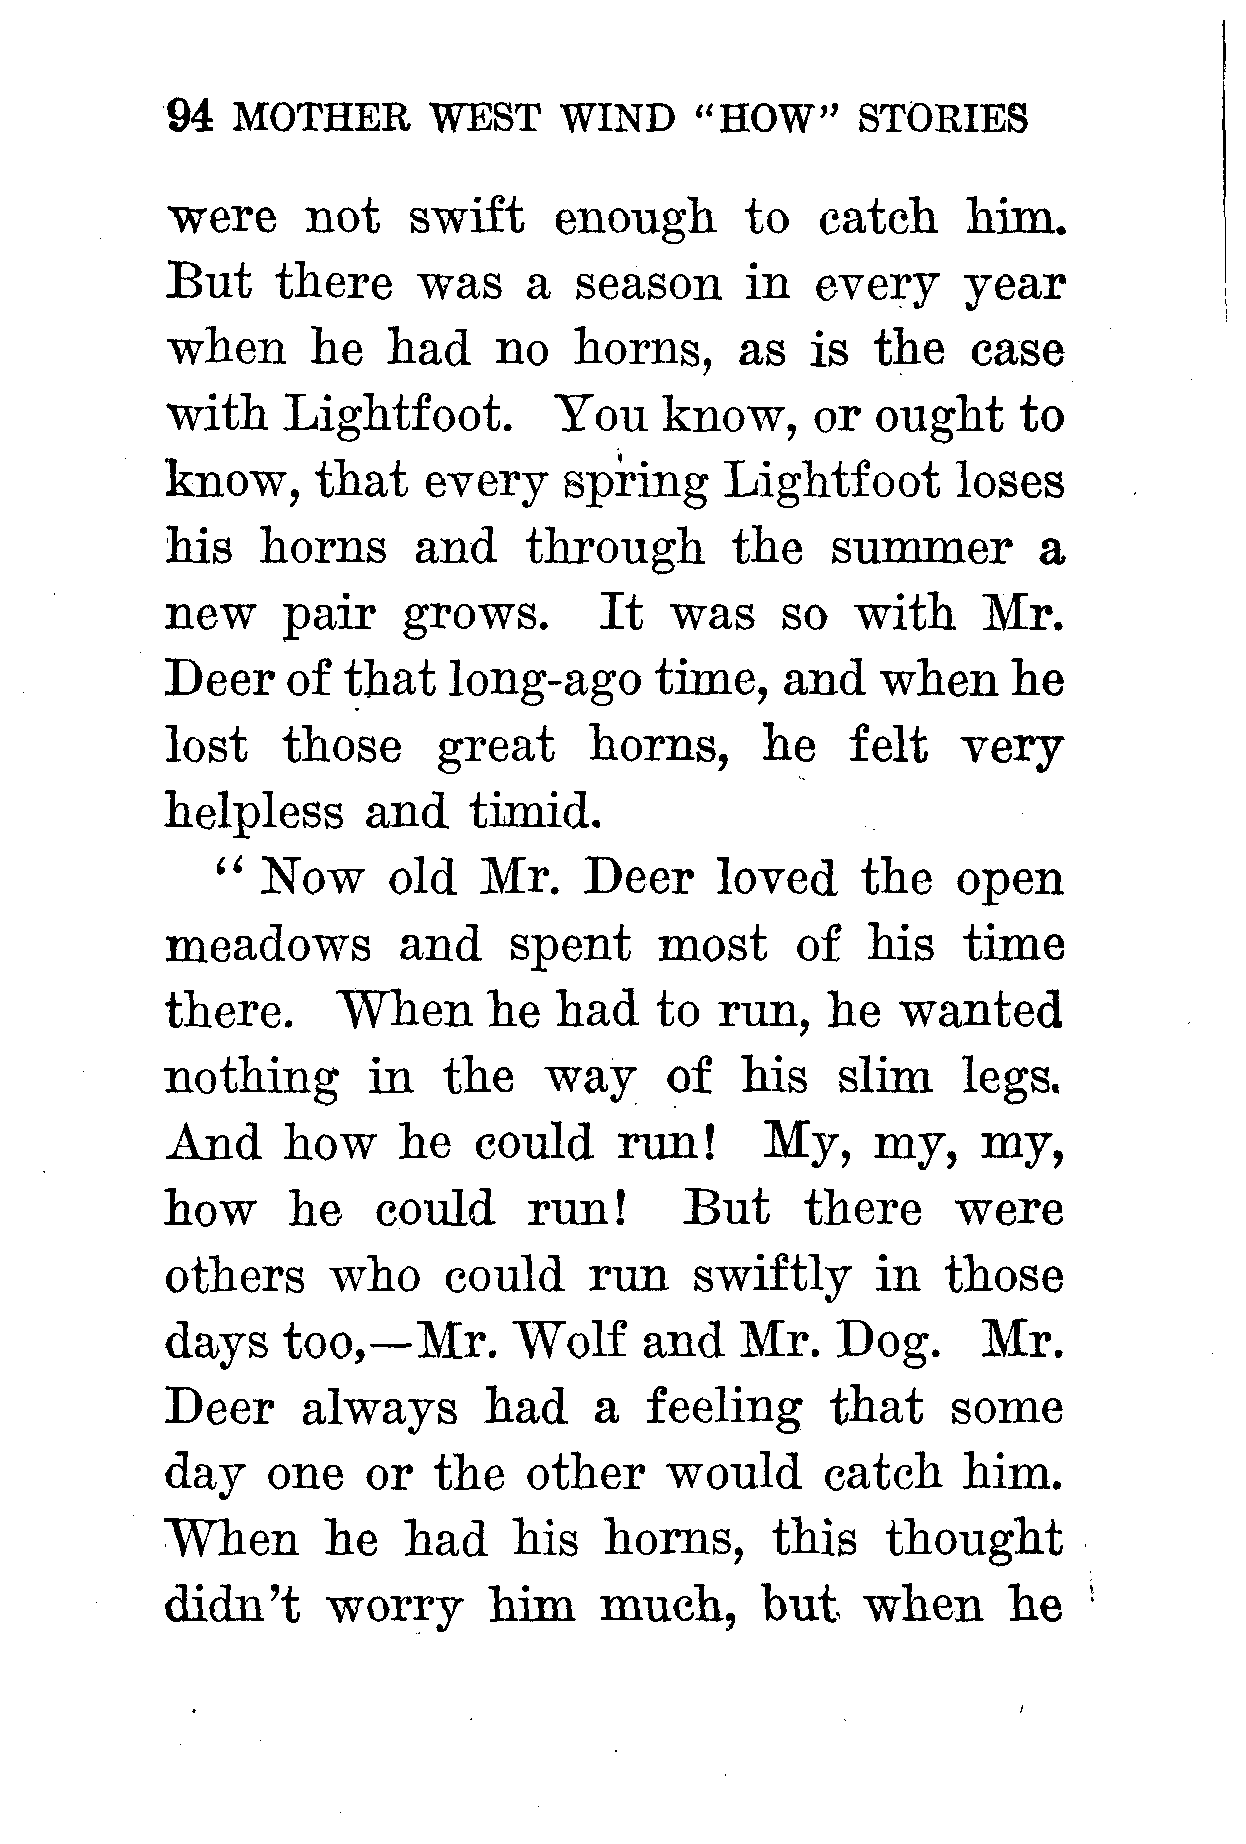 94 MOTHER WEST WIND "HOW" STORIES
were not swift enough to catch him.
But there was a season in every year
when he had no horns, as is the case
with Lightfoot. You know, or ought to
know, that every spring Lightfoot loses
his horns and through the summer a
new pair grows. It was so with Mr.
Deer of that long-ago time, and when he
lost those great horns, he felt very
helpless and timid.
"Now old Mr. Deer loved the open
meadows and spent most of his time
there. When he had to run, he wanted
nothing in the way of his slim legs.
And how he could run! My, my, my,
how he could run! But there were
others who could run swiftly in those
days too,—Mr. Wolf and Mr. Dog. Mr.
Deer always had a feeling that some
day one or the other would catch him.
When he had his horns, this thought
didn't worry him much, but when he